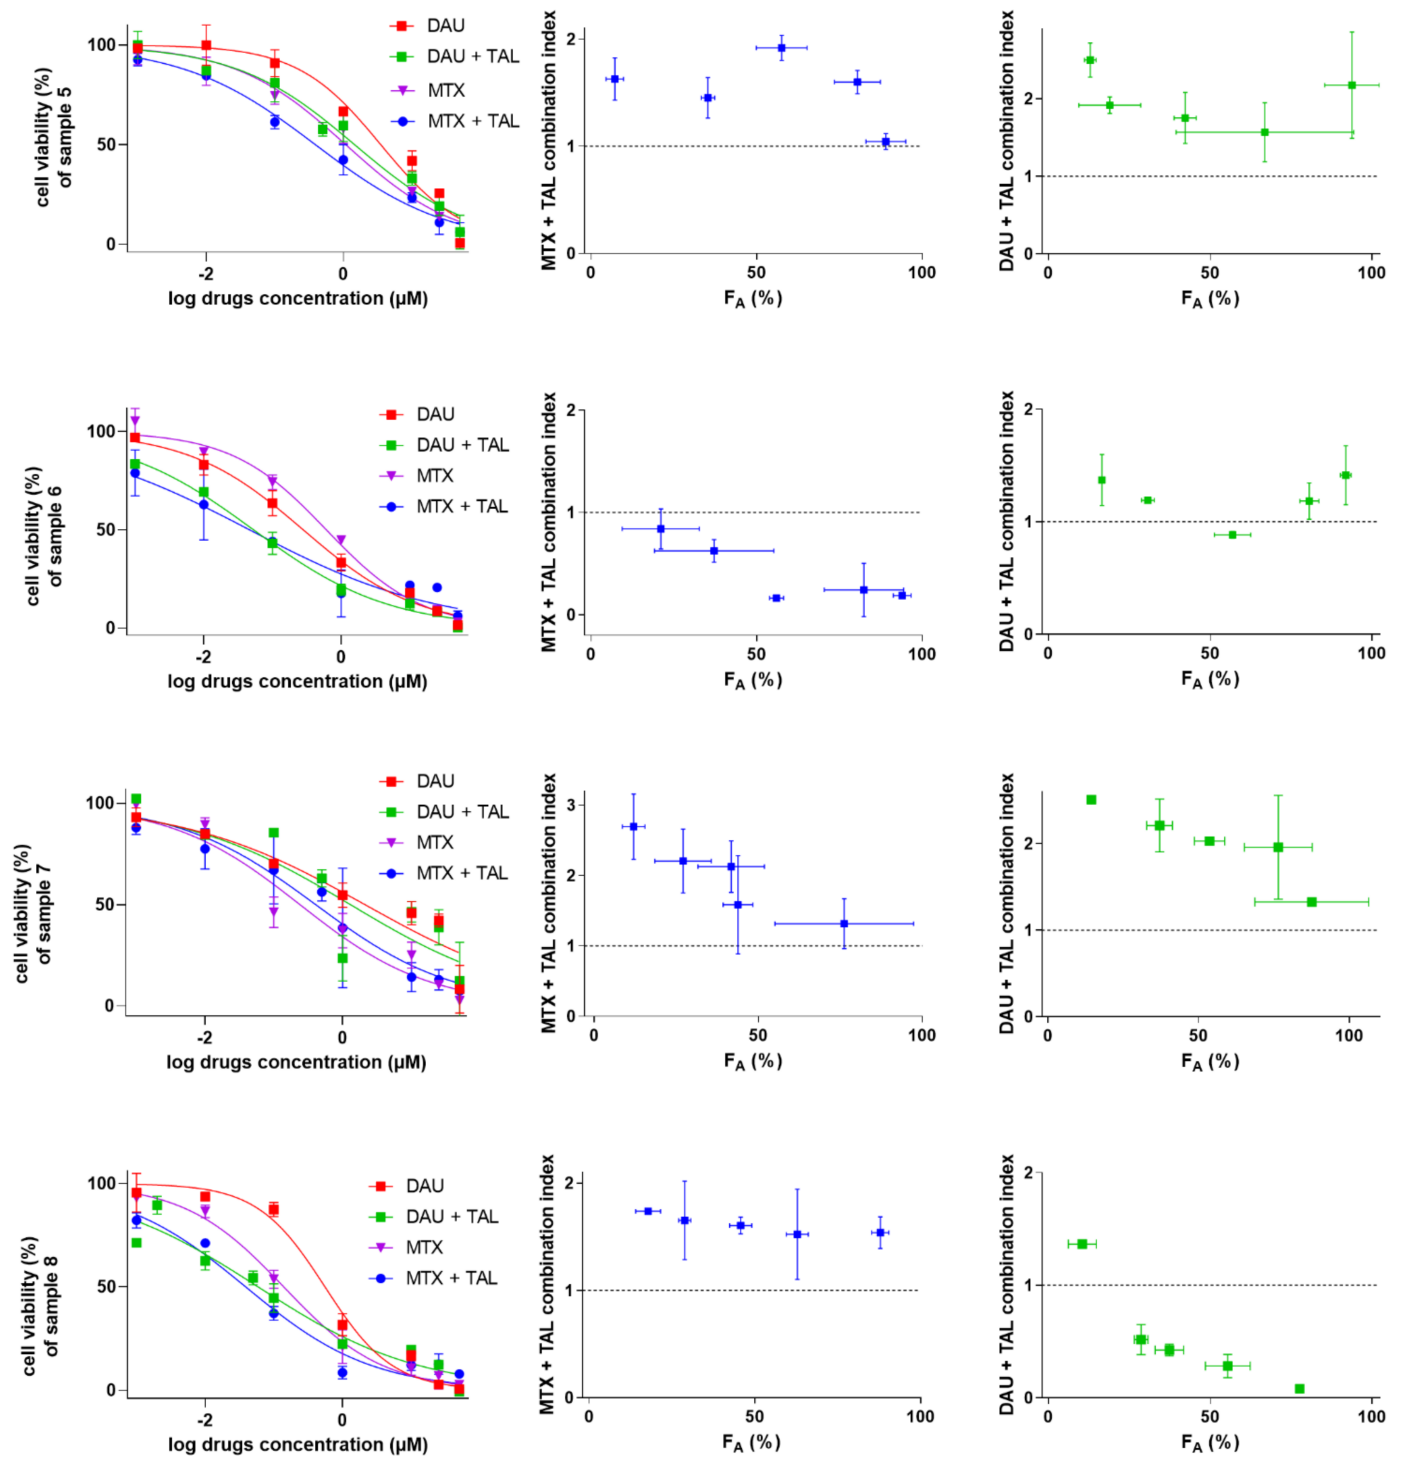 cell viability (%)
of sample 5
100
50
0
-2
0
log drugs concentration (µM)
DAU
DAU + TAL
MTX
MTX + TAL
MTX + TAL combination index
2
1
0
0
50
100
F_A (%)
DAU + TAL combination index
2
1
0
0
50
100
F_A (%)
cell viability (%)
of sample 6
100
50
0
-2
0
log drugs concentration (µM)
DAU
DAU + TAL
MTX
MTX + TAL
MTX + TAL combination index
2
1
0
0
50
100
F_A (%)
DAU + TAL combination index
2
1
0
0
50
100
F_A (%)
cell viability (%)
of sample 7
100
50
0
-2
0
log drugs concentration (µM)
DAU
DAU + TAL
MTX
MTX + TAL
MTX + TAL combination index
3
2
1
0
0
50
100
F_A (%)
DAU + TAL combination index
2
1
0
0
50
100
F_A (%)
cell viability (%)
of sample 8
100
50
0
-2
0
log drugs concentration (µM)
DAU
DAU + TAL
MTX
MTX + TAL
MTX + TAL combination index
2
1
0
0
50
100
F_A (%)
DAU + TAL combination index
2
1
0
0
50
100
F_A (%)